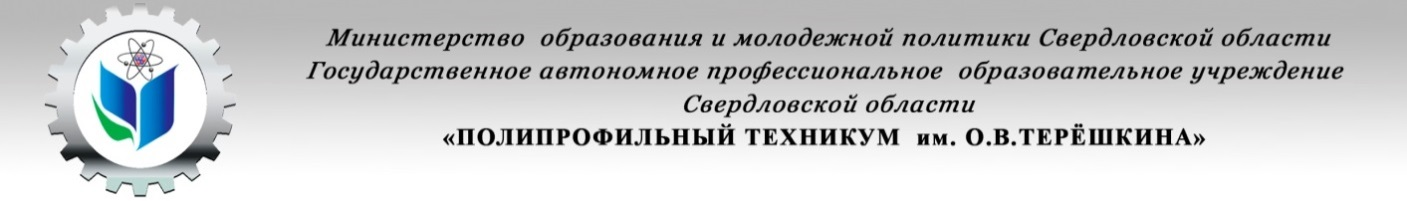 Министерство образования и молодежной политики Свердловской области
Государственное автономное профессиональное образовательное учреждение
Свердловской области
«ПОЛИПРОФИЛЬНЫЙ ТЕХНИКУМ им. О.В.ТЕРЁШКИНА»